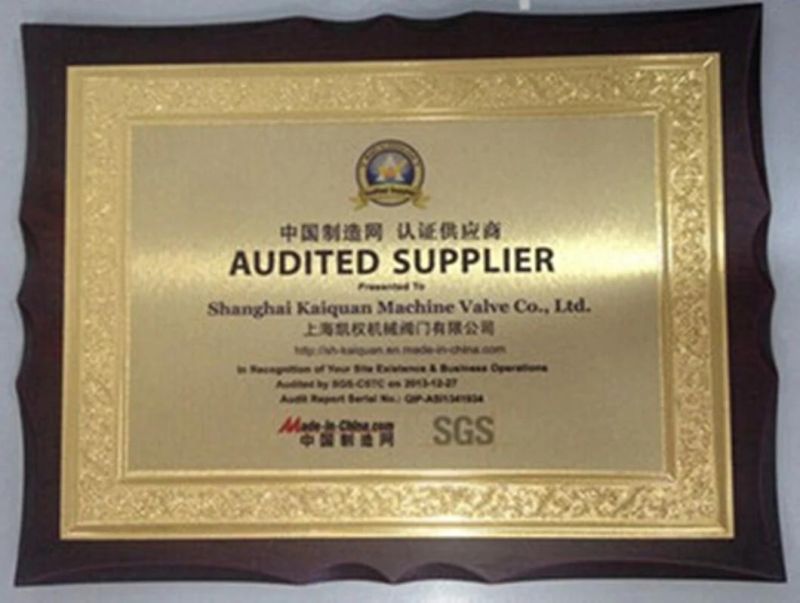 Audited Supplier
中国制造网 认证供应商
AUDITED SUPPLIER
Presented To
Shanghai Kaiquan Machine Valve Co., Ltd.
上海凯权机械阀门有限公司
http://sh-kaiquan.en.made-in-china.com
In Recognition of Your Site Existence & Business Operations
Audited by SGS-CSTC on 2013-12-27
Audit Report Serial No.: QIP-ASI1341934
Made-in-China.com
中国制造网
SGS